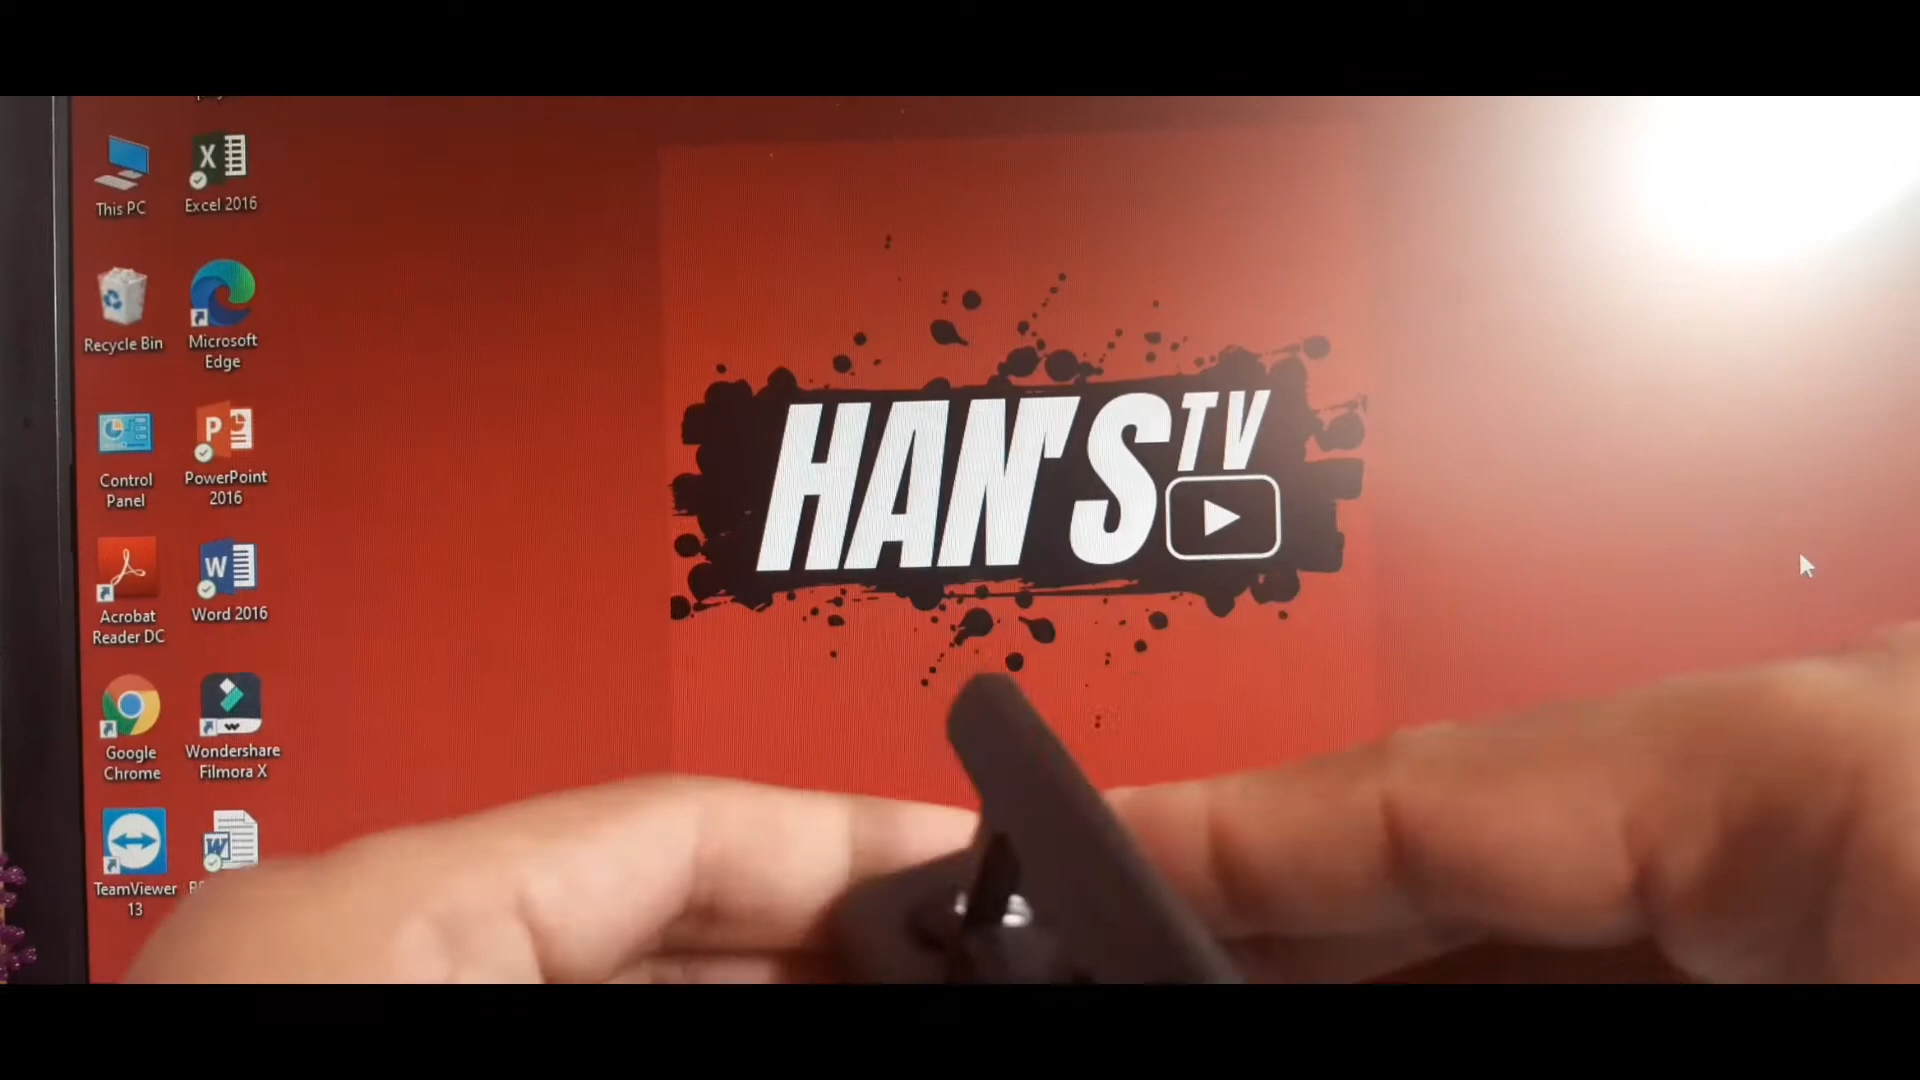 This PC
Excel 2016
Recycle Bin
Microsoft
Edge
Control
Panel
PowerPoint
2016
Acrobat
Reader DC
Word 2016
Google
Chrome
Wondershare
Filmora X
TeamViewer
13
HAN'S TV